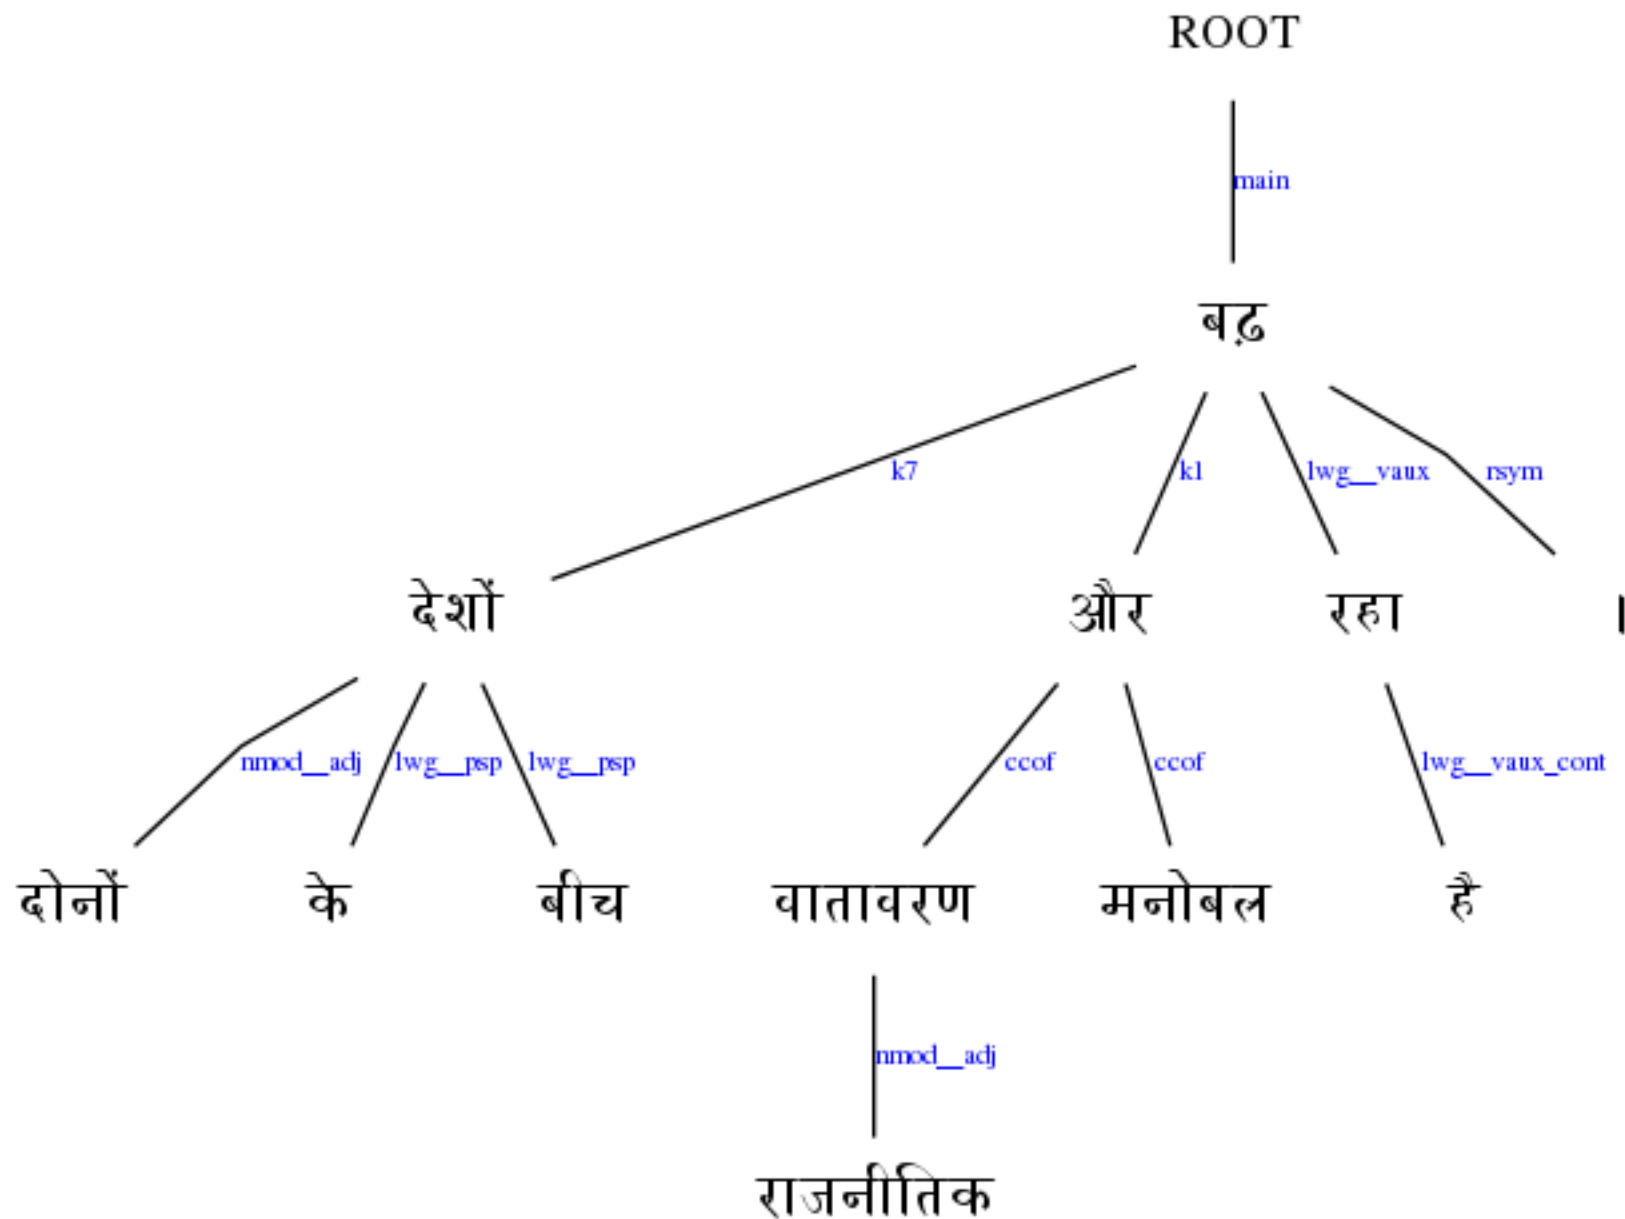 ROOT
main
बढ़
k7 k1 lwg__vaux rsym
देशों और रहा ।
nmod__adj lwg__psp lwg__psp ccof ccof lwg__vaux_cont
दोनों के बीच वातावरण मनोबल है
nmod__adj
राजनीतिक